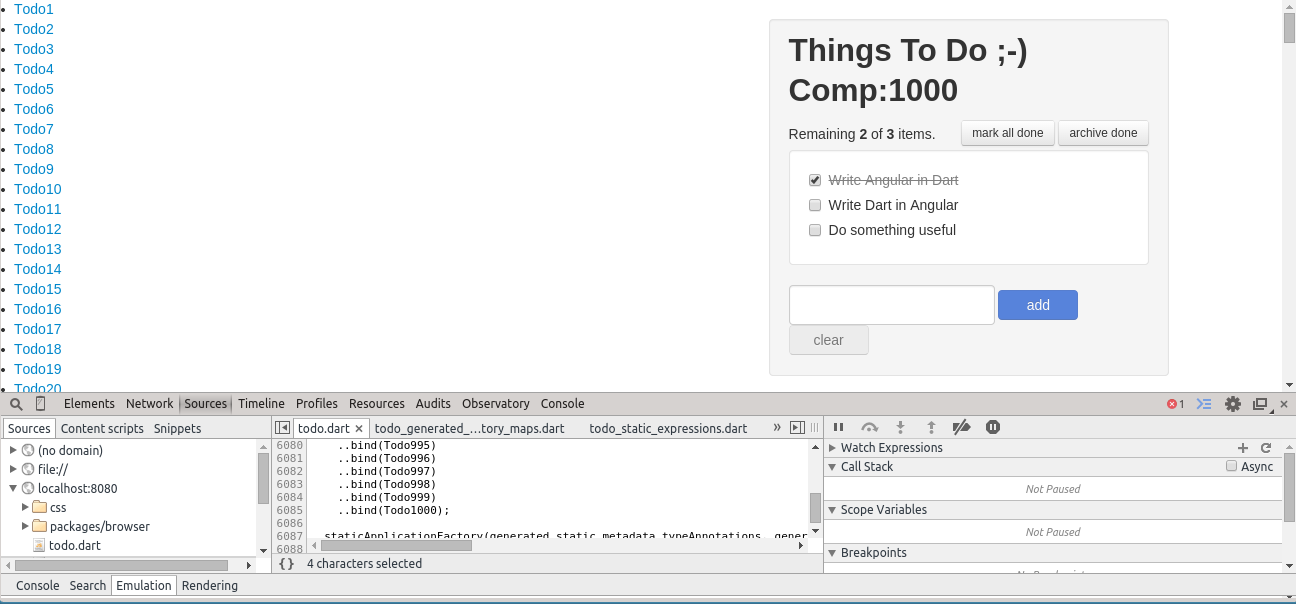 Todo1
Todo2
Todo3
Todo4
Todo5
Todo6
Todo7
Todo8
Todo9
Todo10
Todo11
Todo12
Todo13
Todo14
Todo15
Todo16
Todo17
Todo18
Todo19
Todo20
Things To Do ;-)
Comp:1000
Remaining 2 of 3 items.
mark all done
archive done
Write Angular in Dart
Write Dart in Angular
Do something useful
add
clear
Elements Network Sources Timeline Profiles Resources Audits Observatory Console
1
Sources Content scripts Snippets
(no domain)
file://
localhost:8080
css
packages/browser
todo.dart
todo.dart × todo_generated_...tory_maps.dart todo_static_expressions.dart »
6080 ..bind(Todo995)
6081 ..bind(Todo996)
6082 ..bind(Todo997)
6083 ..bind(Todo998)
6084 ..bind(Todo999)
6085 ..bind(Todo1000);
6086
6087 staticApplicationFactory(generated_static_metadata.typeAnnotations, gener
6088
{} 4 characters selected
Watch Expressions
Call Stack Async
Not Paused
Scope Variables
Not Paused
Breakpoints
Console Search Emulation Rendering